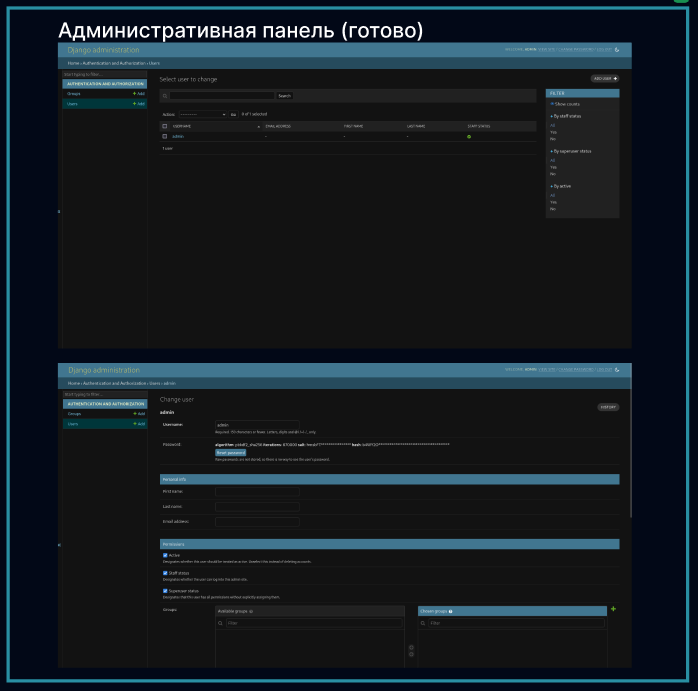 Административная панель (готово)
Django administration
WELCOME, ADMIN. VIEW SITE / CHANGE PASSWORD / LOG OUT
Home › Authentication and Authorization › Users
Start typing to filter...
AUTHENTICATION AND AUTHORIZATION
Groups + Add
Users + Add
Select user to change
ADD USER +
Search
Action: --------- Go 0 of 1 selected
USERNAME EMAIL ADDRESS FIRST NAME LAST NAME STAFF STATUS
admin - - -
1 user
FILTER
Show counts
By staff status
All
Yes
No
By superuser status
All
Yes
No
By active
All
Yes
No
Django administration
WELCOME, ADMIN. VIEW SITE / CHANGE PASSWORD / LOG OUT
Home › Authentication and Authorization › Users › admin
Start typing to filter...
AUTHENTICATION AND AUTHORIZATION
Groups + Add
Users + Add
Change user
HISTORY
admin
Username: admin
Required. 150 characters or fewer. Letters, digits and @/./+/-/_ only.
Password: algorithm: pbkdf2_sha256 iterations: 870000 salt: hash:
Reset password
Raw passwords are not stored, so there is no way to see the user's password.
Personal info
First name:
Last name:
Email address:
Permissions
Active
Designates whether this user should be treated as active. Unselect this instead of deleting accounts.
Staff status
Designates whether the user can log into this admin site.
Superuser status
Designates that this user has all permissions without explicitly assigning them.
Groups: Available groups Chosen groups +
Filter Filter